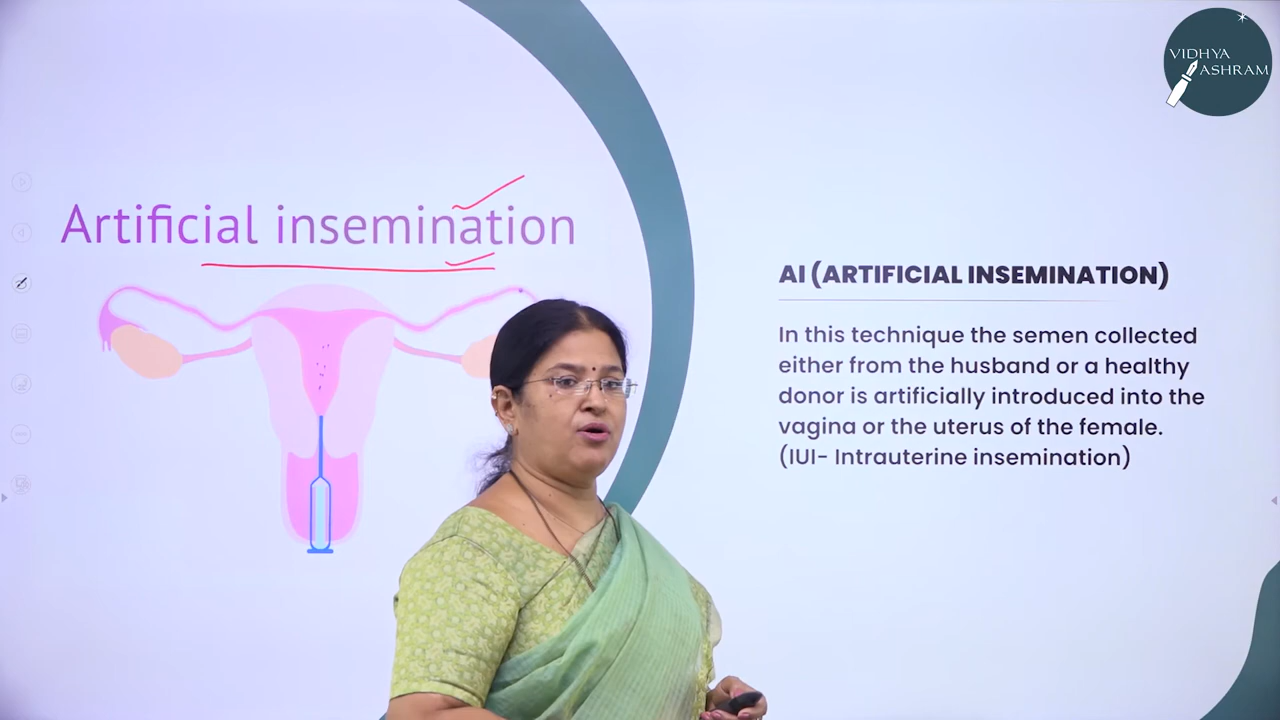 VIDHYA
ASHRAM
Artificial insemination
AI (ARTIFICIAL INSEMINATION)
In this technique the semen collected
either from the husband or a healthy
donor is artificially introduced into the
vagina or the uterus of the female.
(IUI- Intrauterine insemination)